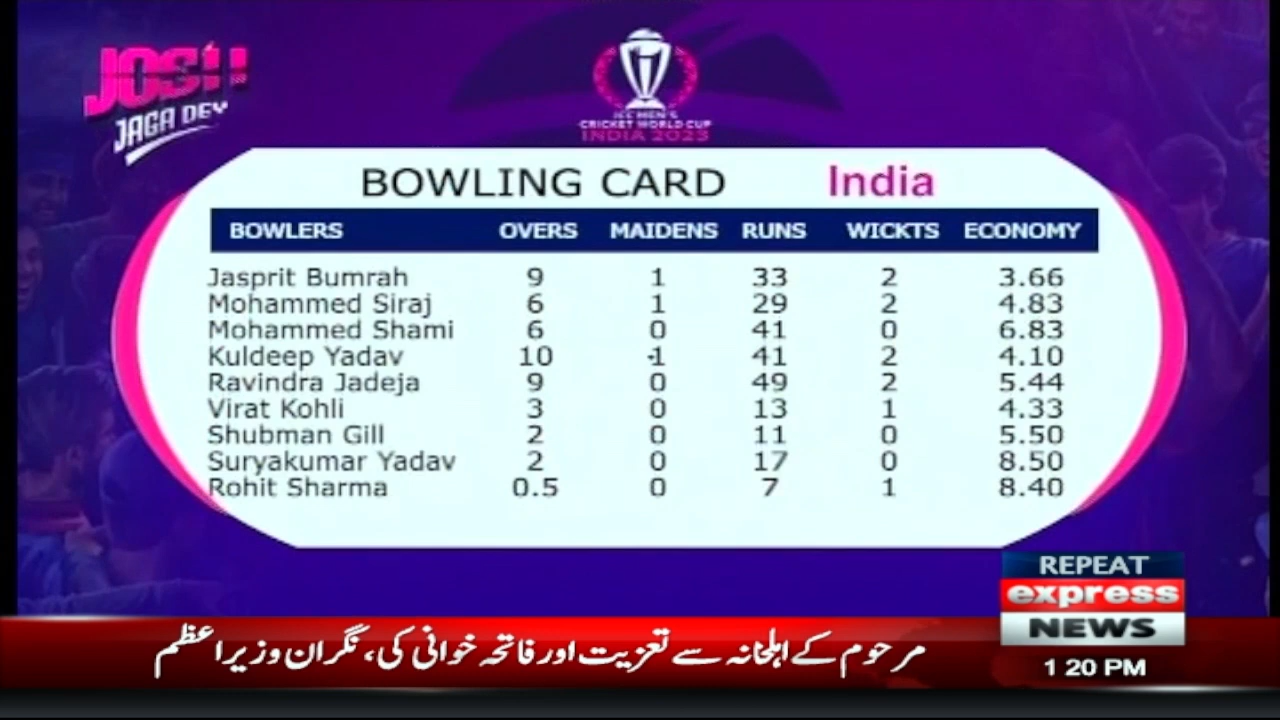 JOSH
JAGA DEY
ICC MEN'S
CRICKET WORLD CUP
INDIA 2023
BOWLING CARD India
BOWLERS OVERS MAIDENS RUNS WICKTS ECONOMY
Jasprit Bumrah 9 1 33 2 3.66
Mohammed Siraj 6 1 29 2 4.83
Mohammed Shami 6 0 41 0 6.83
Kuldeep Yadav 10 -1 41 2 4.10
Ravindra Jadeja 9 0 49 2 5.44
Virat Kohli 3 0 13 1 4.33
Shubman Gill 2 0 11 0 5.50
Suryakumar Yadav 2 0 17 0 8.50
Rohit Sharma 0.5 0 7 1 8.40
REPEAT
express
NEWS
1 20 PM
مرحوم کے اہلخانہ سے تعزیت اور فاتحہ خوانی کی، نگران وزیراعظم